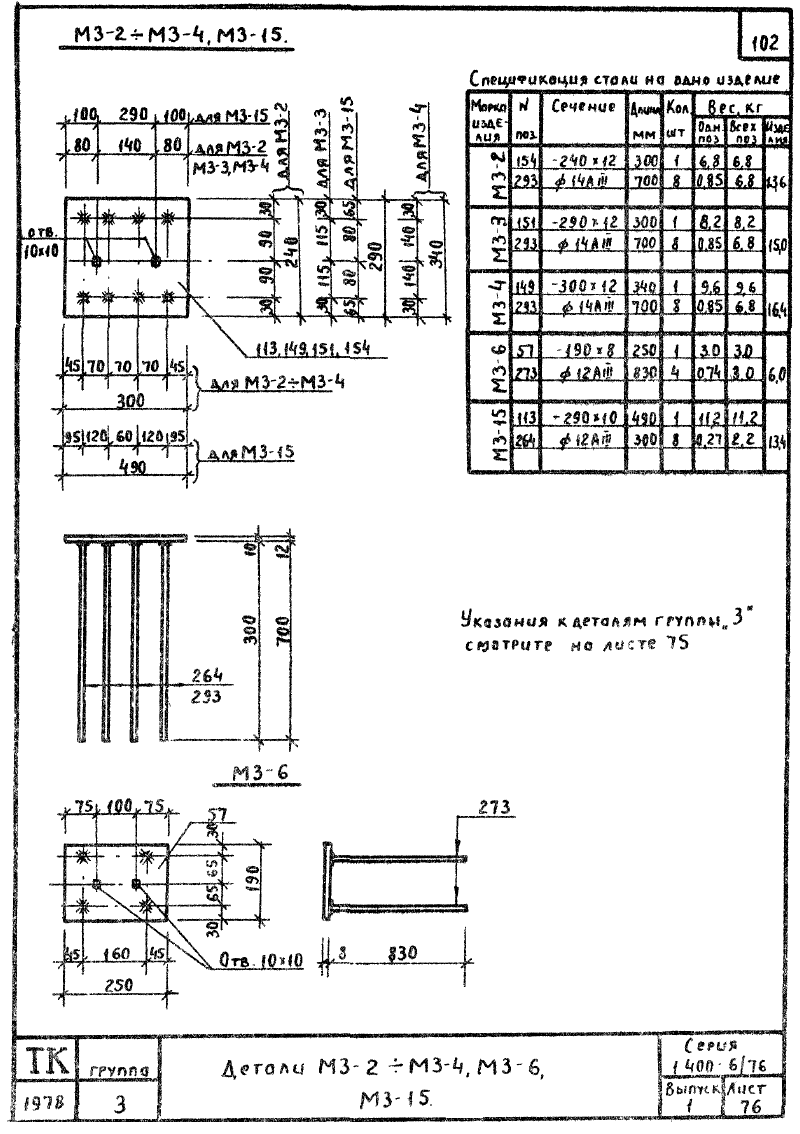 М3-2÷М3-4, М3-15.
102
Спецификация стали на одно изделие
Марка изделия N поз Сечение Длина мм Кол. шт Вес, кг
Одн поз Всех поз Изделия
М3-2 154 -240×12 300 1 6,8 6,8
293 ϕ14АIII 700 8 0,85 6,8 13,6
М3-3 151 -290×12 300 1 8,2 8,2
293 ϕ14АIII 700 8 0,85 6,8 15,0
М3-4 149 -300×12 340 1 9,6 9,6
293 ϕ14АIII 700 8 0,85 6,8 16,4
М3-6 57 -190×8 250 1 3.0 3.0
273 ϕ12АIII 830 4 0,74 3.0 6,0
М3-15 113 -290×10 490 1 11,2 11,2
264 ϕ12АIII 300 8 0,27 2,2 13,4
100 290 100 для М3-15
80 140 80 для М3-2
М3-3, М3-4
для М3-2
для М3-3
для М3-15
для М3-4
отв.
10×10
30 90 90 30
240
30 115 115 30
65 80 80 65
290
30 140 140 30
340
113, 149, 151, 154
45 70 70 70 45
для М3-2÷М3-4
300
95 120 60 120 95
для М3-15
490
10 12
300 700
264
293
Указания к деталям группы „3“
смотрите на листе 75
М3-6
75 100 75
57
30 65 65 30
190
45 160 45
Отв. 10×10
250
273
8 830
ТК группа
1978 3
Детали М3-2÷М3-4, М3-6,
М3-15.
Серия
1.400-6/76
Выпуск Лист
1 76